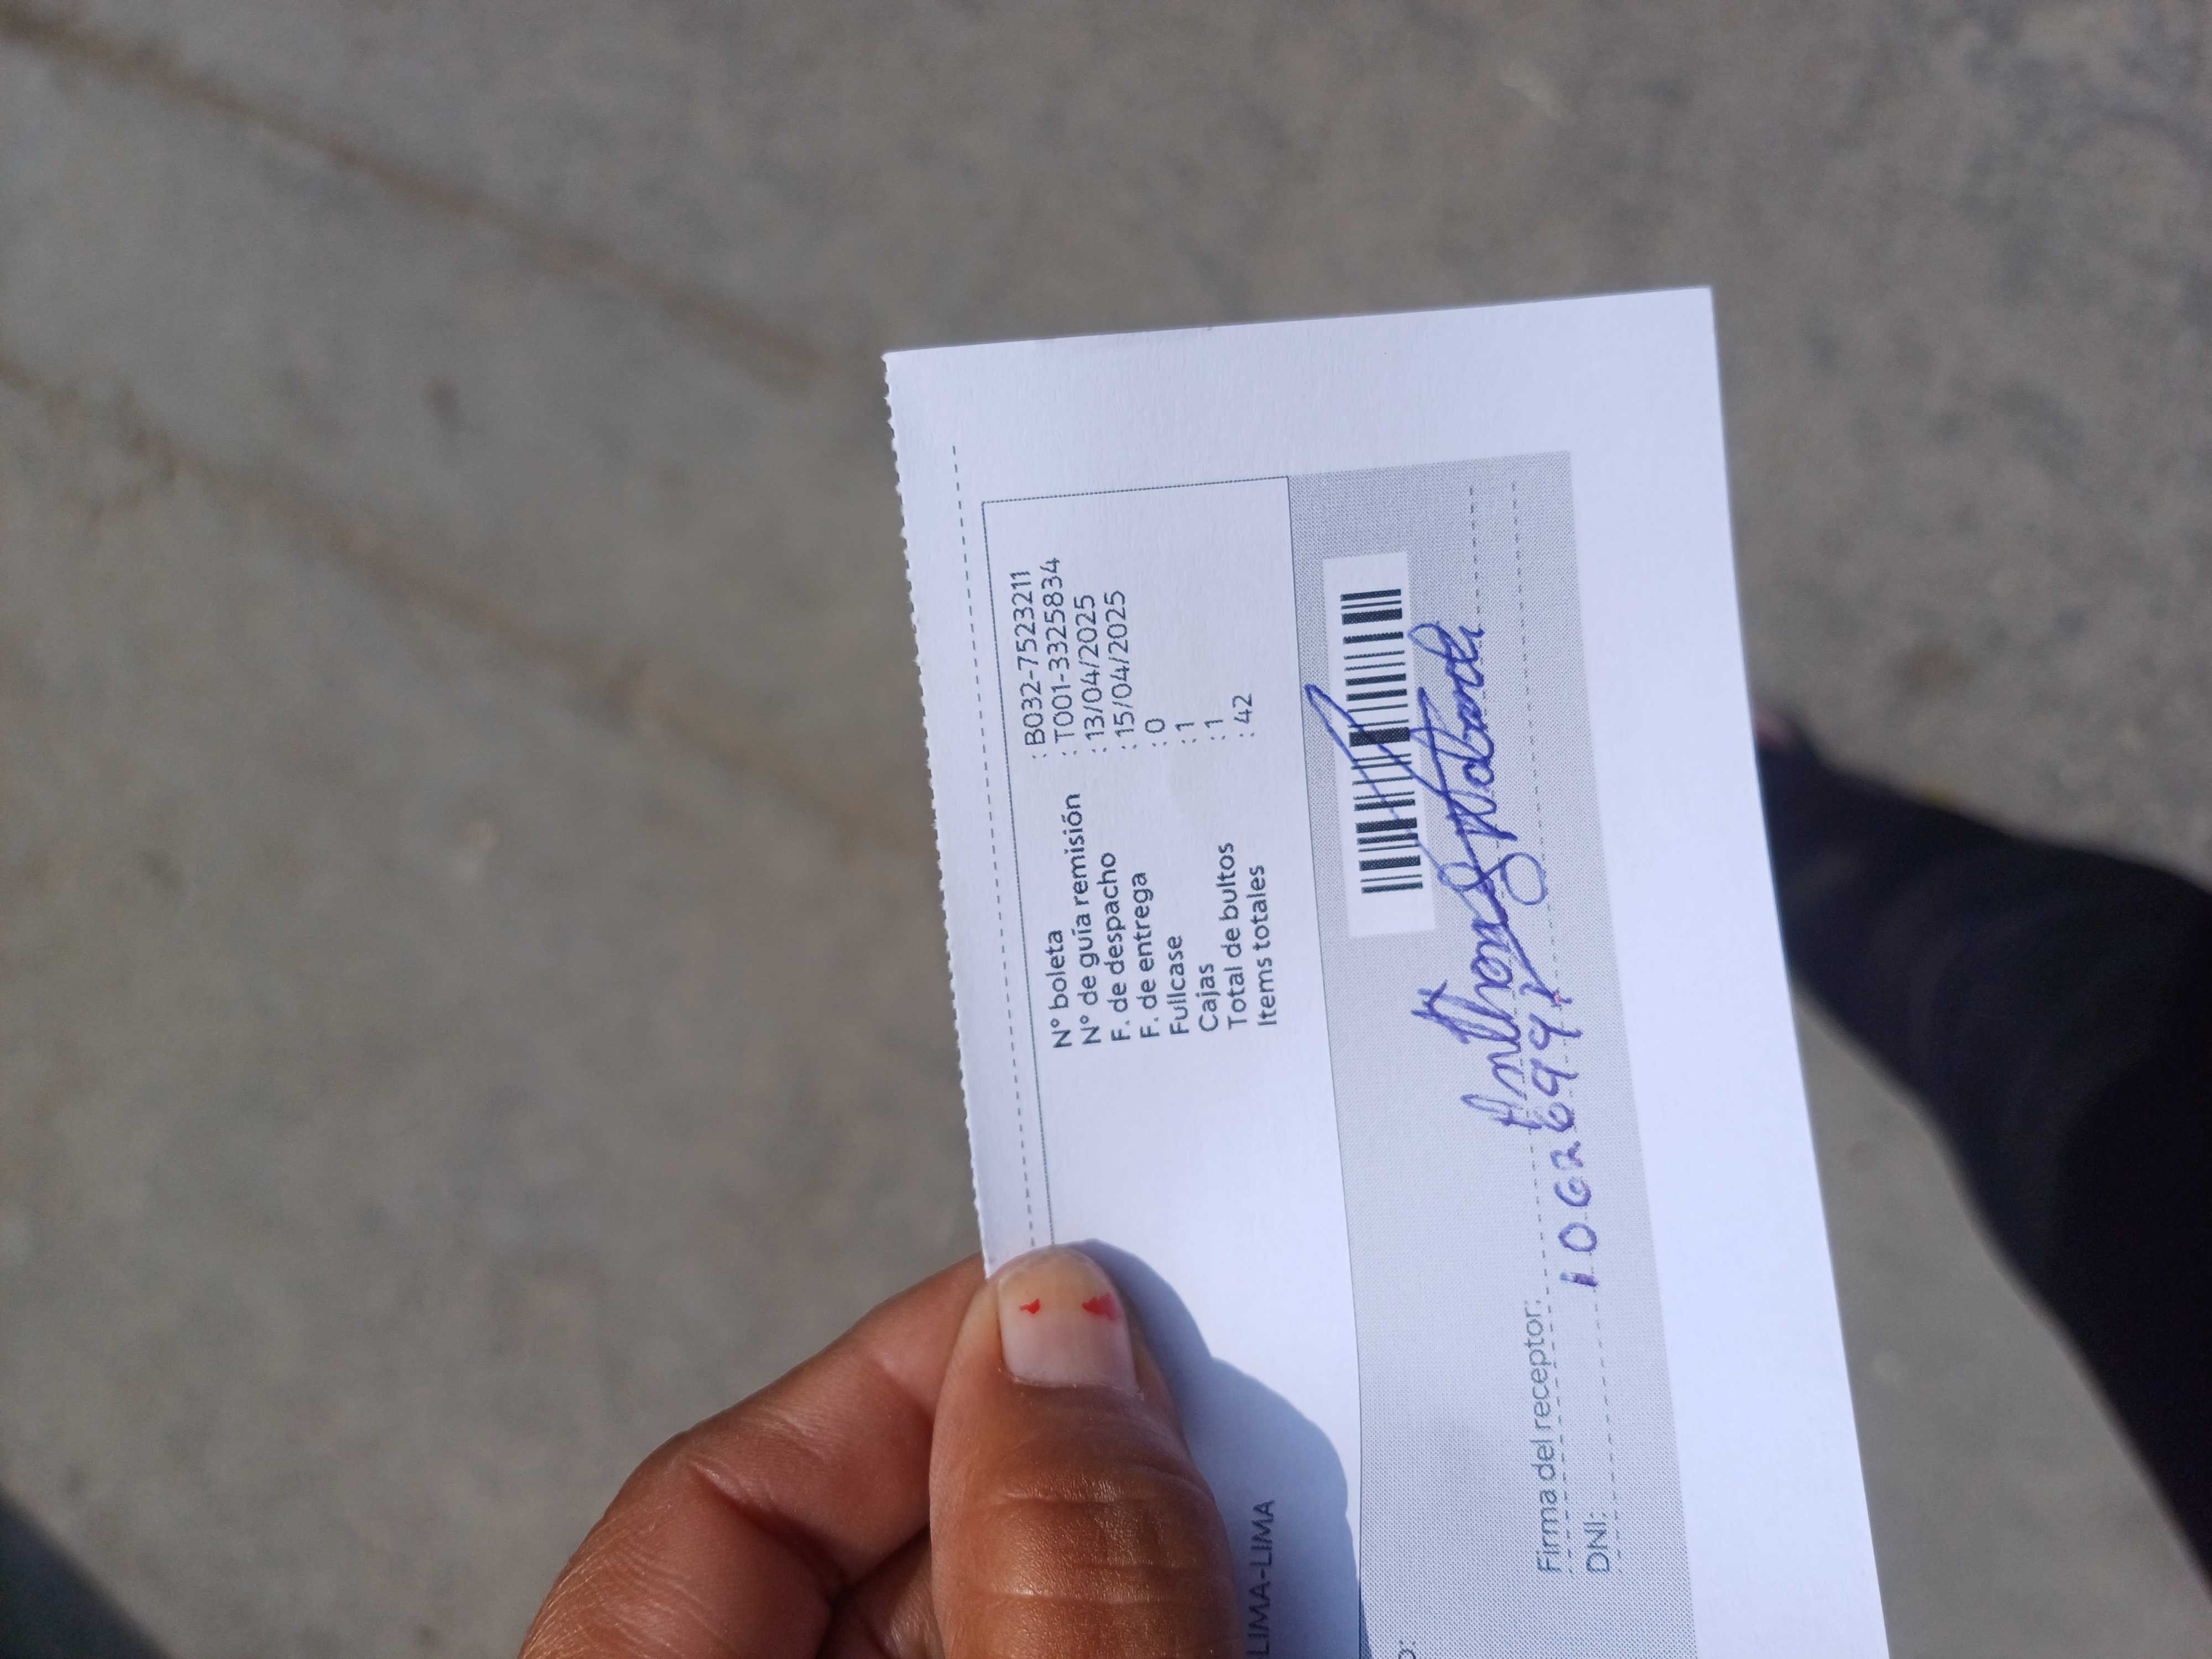 N° boleta : B032-7523211
N° de guía remisión : T001-3325834
F. de despacho : 13/04/2025
F. de entrega : 15/04/2025
Fullcase : 0
Cajas : 1
Total de bultos : 1
Items totales : 42
LIMA-LIMA
Firma del receptor:
DNI: 10626991
o: